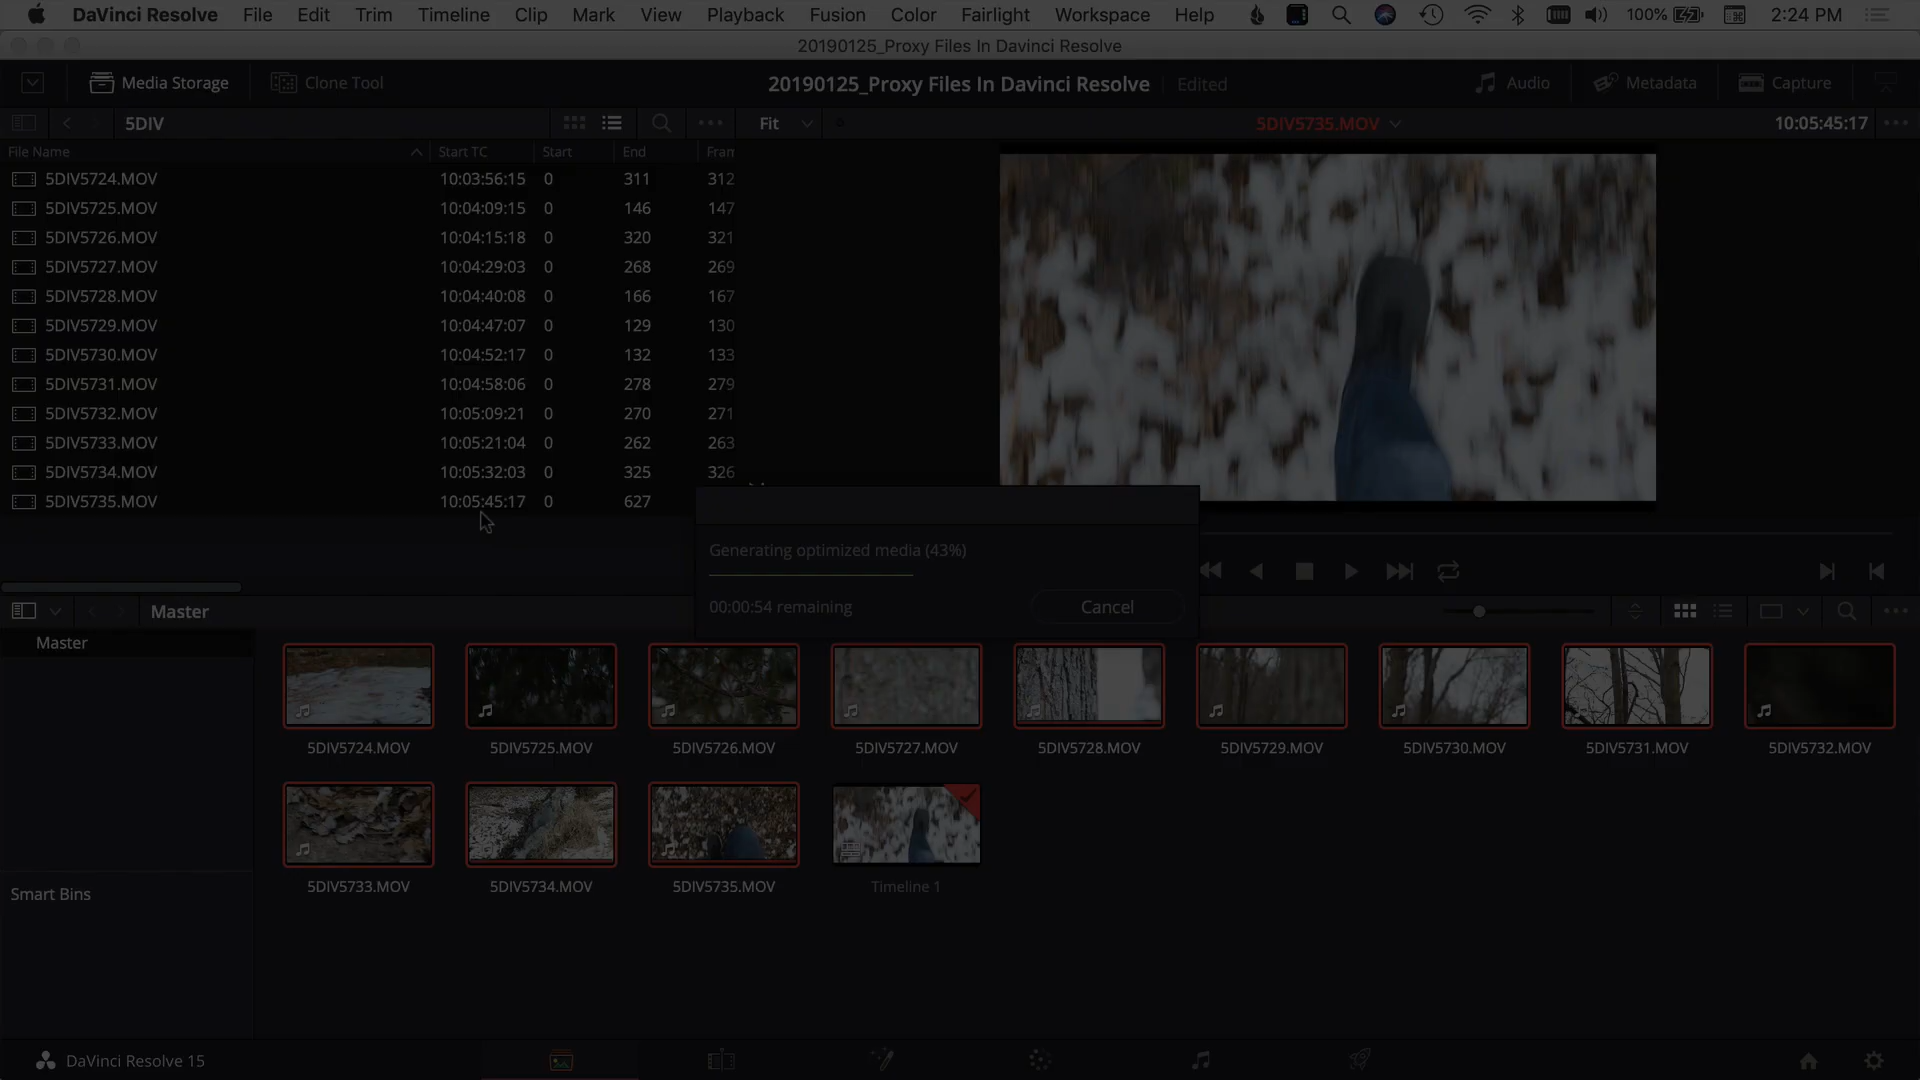 DaVinci Resolve File Edit Trim Timeline Clip Mark View Playback Fusion Color Fairlight Workspace Help 100% 2:24 PM
20190125_Proxy Files In Davinci Resolve
Media Storage Clone Tool 20190125_Proxy Files In Davinci Resolve Edited Audio Metadata Capture
5DIV Fit 5DIV5735.MOV 10:05:45:17
File Name Start TC Start End Fram
5DIV5724.MOV 10:03:56:15 0 311 312
5DIV5725.MOV 10:04:09:15 0 146 147
5DIV5726.MOV 10:04:15:18 0 320 321
5DIV5727.MOV 10:04:29:03 0 268 269
5DIV5728.MOV 10:04:40:08 0 166 167
5DIV5729.MOV 10:04:47:07 0 129 130
5DIV5730.MOV 10:04:52:17 0 132 133
5DIV5731.MOV 10:04:58:06 0 278 279
5DIV5732.MOV 10:05:09:21 0 270 271
5DIV5733.MOV 10:05:21:04 0 262 263
5DIV5734.MOV 10:05:32:03 0 325 326
5DIV5735.MOV 10:05:45:17 0 627
Generating optimized media (43%)
00:00:54 remaining Cancel
Master
Master
5DIV5724.MOV 5DIV5725.MOV 5DIV5726.MOV 5DIV5727.MOV 5DIV5728.MOV 5DIV5729.MOV 5DIV5730.MOV 5DIV5731.MOV 5DIV5732.MOV
5DIV5733.MOV 5DIV5734.MOV 5DIV5735.MOV Timeline 1
Smart Bins
DaVinci Resolve 15